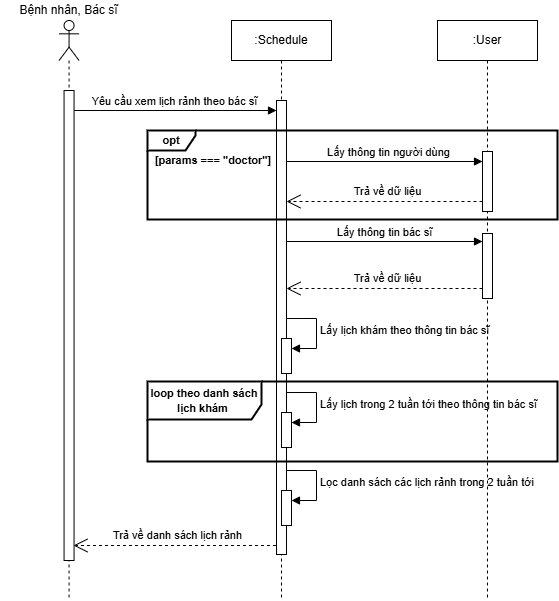 Bệnh nhân, Bác sĩ
:Schedule
:User
Yêu cầu xem lịch rảnh theo bác sĩ
opt
[params === "doctor"]
Lấy thông tin người dùng
Trả về dữ liệu
Lấy thông tin bác sĩ
Trả về dữ liệu
Lấy lịch khám theo thông tin bác sĩ
loop theo danh sách
lịch khám
Lấy lịch trong 2 tuần tới theo thông tin bác sĩ
Lọc danh sách các lịch rảnh trong 2 tuần tới
Trả về danh sách lịch rảnh